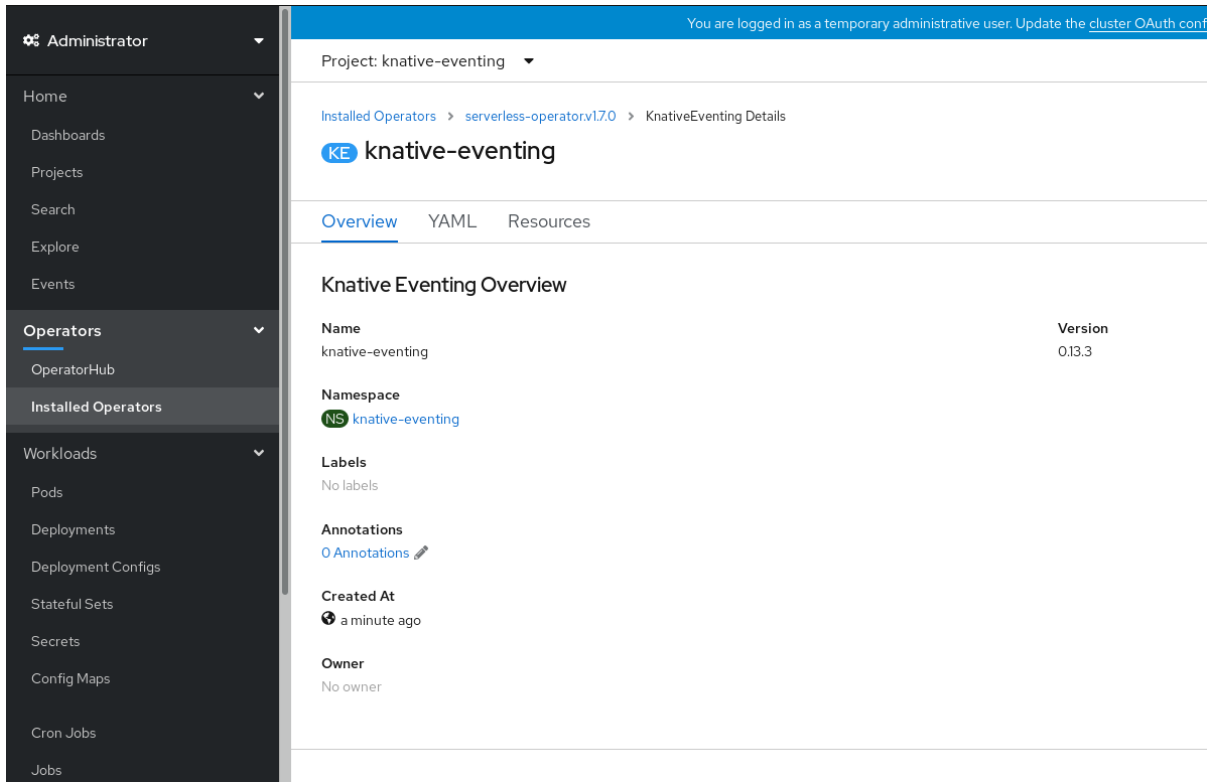 Administrator
Home
Dashboards
Projects
Search
Explore
Events
Operators
OperatorHub
Installed Operators
Workloads
Pods
Deployments
Deployment Configs
Stateful Sets
Secrets
Config Maps
Cron Jobs
Jobs
You are logged in as a temporary administrative user. Update the cluster OAuth conf
Project: knative-eventing
Installed Operators > serverless-operator.v1.7.0 > KnativeEventing Details
KE knative-eventing
Overview YAML Resources
Knative Eventing Overview
Name
knative-eventing
Version
0.13.3
Namespace
NS knative-eventing
Labels
No labels
Annotations
0 Annotations
Created At
a minute ago
Owner
No owner